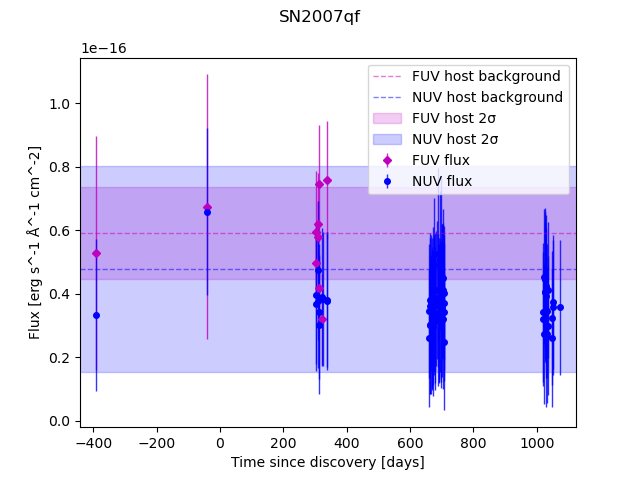 SN2007qf
1e−16
FUV host background
NUV host background
FUV host 2σ
NUV host 2σ
FUV flux
NUV flux
Flux [erg s^-1 Å^-1 cm^-2]
1.0
0.8
0.6
0.4
0.2
0.0
−400 −200 0 200 400 600 800 1000
Time since discovery [days]